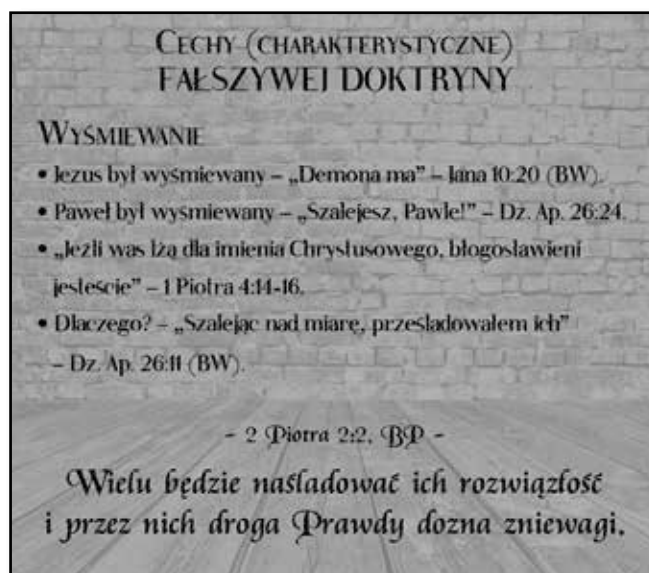 CECHY (CHARAKTERYSTYCZNE)
FAŁSZYWEJ DOKTRYNY
WYŚMIEWANIE
• Jezus był wyśmiewany – „Demona ma” – Jana 10:20 (BW).
• Paweł był wyśmiewany – „Szalejesz, Pawle!” – Dz. Ap. 26:24.
• „Jeżli was lżą dla imienia Chrystusowego, błogosławieni
jesteście” – 1 Piotra 4:14-16.
• Dlaczego? – „Szalejąc nad miarę, prześladowałem ich”
– Dz. Ap. 26:11 (BW).
- 2 Piotra 2:2, BP -
Wielu będzie naśladować ich rozwiązłość
i przez nich droga Prawdy dozna zniewagi.